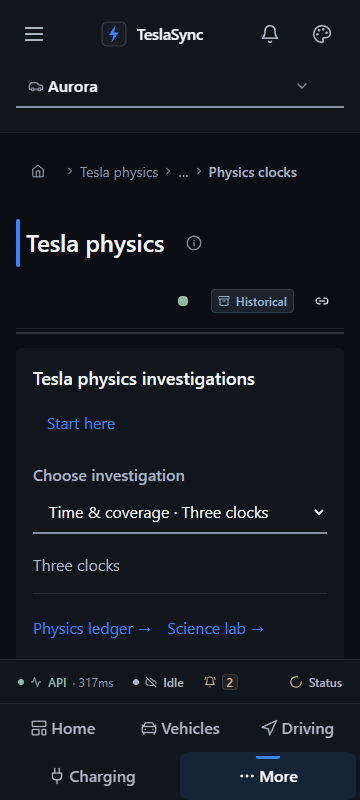 TeslaSync
Aurora
Tesla physics > ... > Physics clocks
Tesla physics
Historical
Tesla physics investigations
Start here
Choose investigation
Time & coverage · Three clocks
Three clocks
Physics ledger → Science lab →
API · 317ms Idle 2 Status
Home Vehicles Driving
Charging ··· More